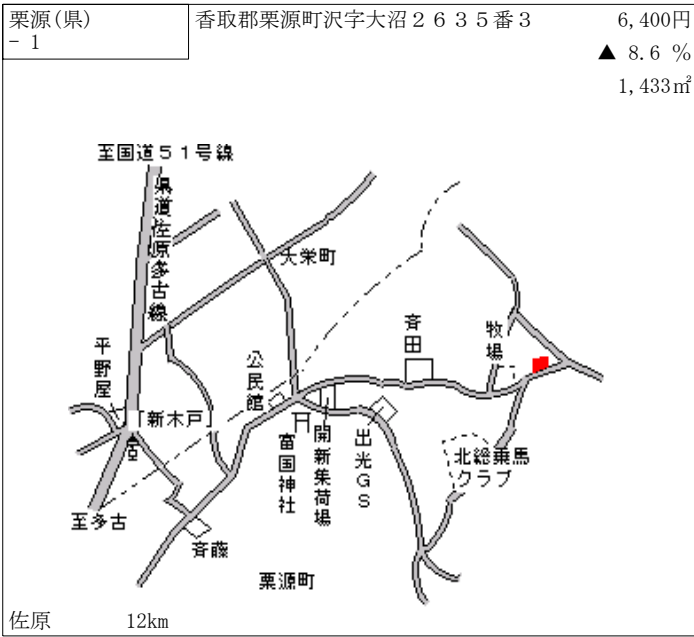 栗源(県)
- 1
香取郡栗源町沢字大沼２６３５番３
6,400円
▲ 8.6 %
1,433㎡
至国道５１号線
県道佐原多古線
大栄町
平野屋
公民館
斉田
牧場
「新木戸」
富国神社
開新集荷場
出光GS
北総乗馬
クラブ
至多古
斉藤
栗源町
佐原 12km